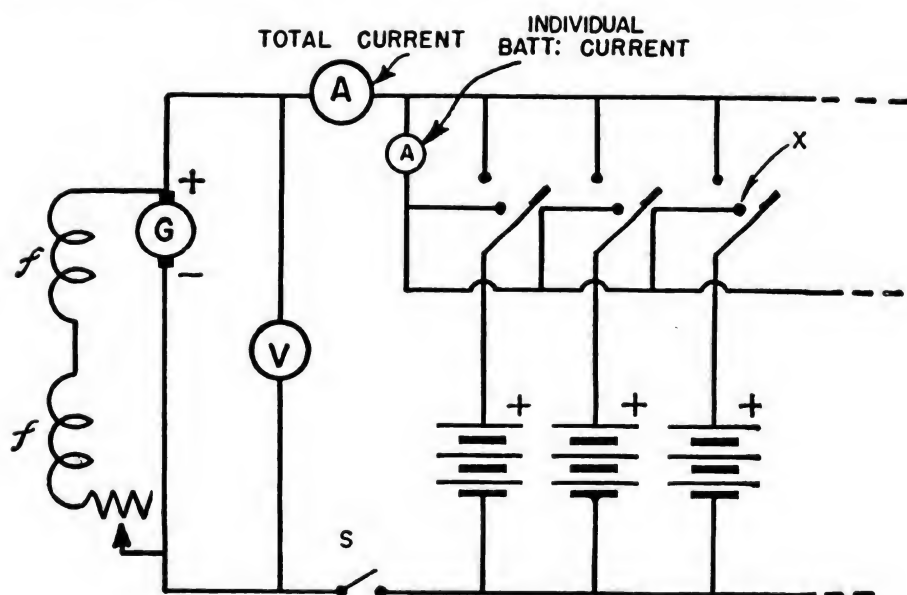 TOTAL CURRENT
INDIVIDUAL
BATT: CURRENT
A
A
X
+
G
-
f
V
f
+
+
+
S